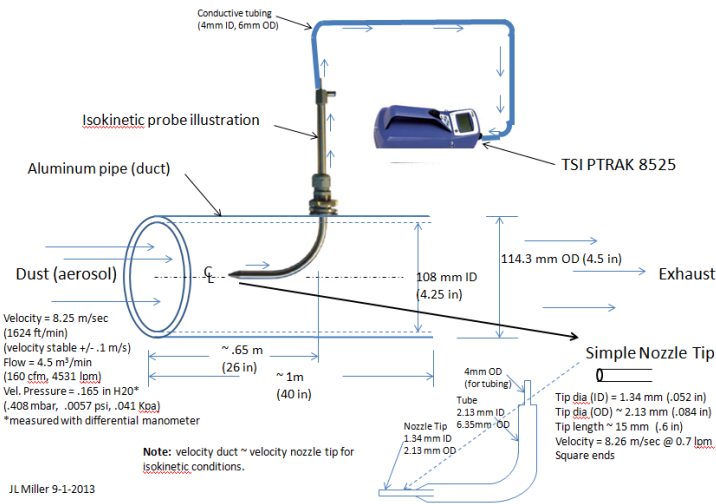 Conductive tubing
(4mm ID, 6mm OD)
Isokinetic probe illustration
TSI PTRAK 8525
Aluminum pipe (duct)
114.3 mm OD (4.5 in)
Dust (aerosol)
CL
108 mm ID
(4.25 in)
Exhaust
Velocity = 8.25 m/sec
(1624 ft/min)
(velocity stable +/- .1 m/s)
Flow = 4.5 m³/min
(160 cfm, 4531 lpm)
Vel. Pressure = .165 in H20*
(.408 mbar, .0057 psi, .041 Kpa)
*measured with differential manometer
~ .65 m
(26 in)
~ 1m
(40 in)
Simple Nozzle Tip
4mm OD
(for tubing)
Tube
2.13 mm ID
6.35mm OD
Nozzle Tip
1.34 mm ID
2.13 mm OD
Tip dia (ID) = 1.34 mm (.052 in)
Tip dia (OD) ~ 2.13 mm (.084 in)
Tip length ~ 15 mm (.6 in)
Velocity = 8.26 m/sec @ 0.7 lpm
Square ends
Note: velocity duct ~ velocity nozzle tip for
isokinetic conditions.
JL Miller 9-1-2013